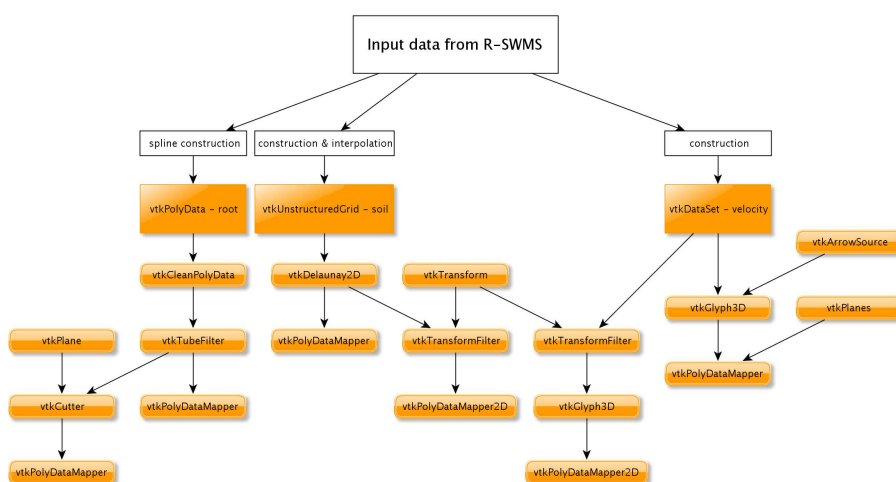 Input data from R-SWMS
spline construction
construction & interpolation
construction
vtkPolyData - root
vtkUnstructuredGrid - soil
vtkDataSet - velocity
vtkArrowSource
vtkCleanPolyData
vtkDelaunay2D
vtkTransform
vtkGlyph3D
vtkPlanes
vtkPlane
vtkTubeFilter
vtkPolyDataMapper
vtkTransformFilter
vtkTransformFilter
vtkPolyDataMapper
vtkCutter
vtkPolyDataMapper
vtkPolyDataMapper2D
vtkGlyph3D
vtkPolyDataMapper
vtkPolyDataMapper2D